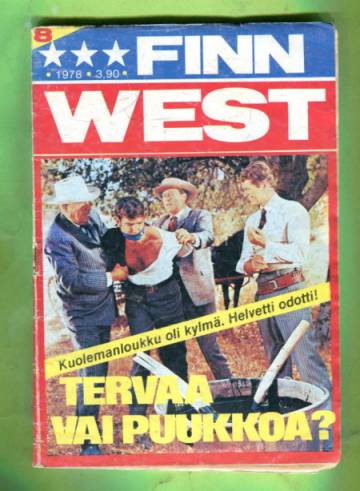 8
FINN
1978 • 3,90 •
WEST
Kuolemanloukku oli kylmä. Helvetti odotti!
TERVAA
VAI PUUKKOA?